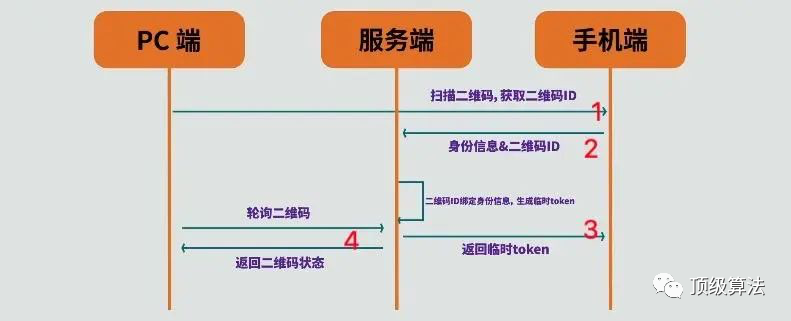 PC 端
服务端
手机端
扫描二维码, 获取二维码ID
1
身份信息&二维码ID
2
二维码ID绑定身份信息，生成临时token
轮询二维码
4
3
返回二维码状态
返回临时token
顶级算法